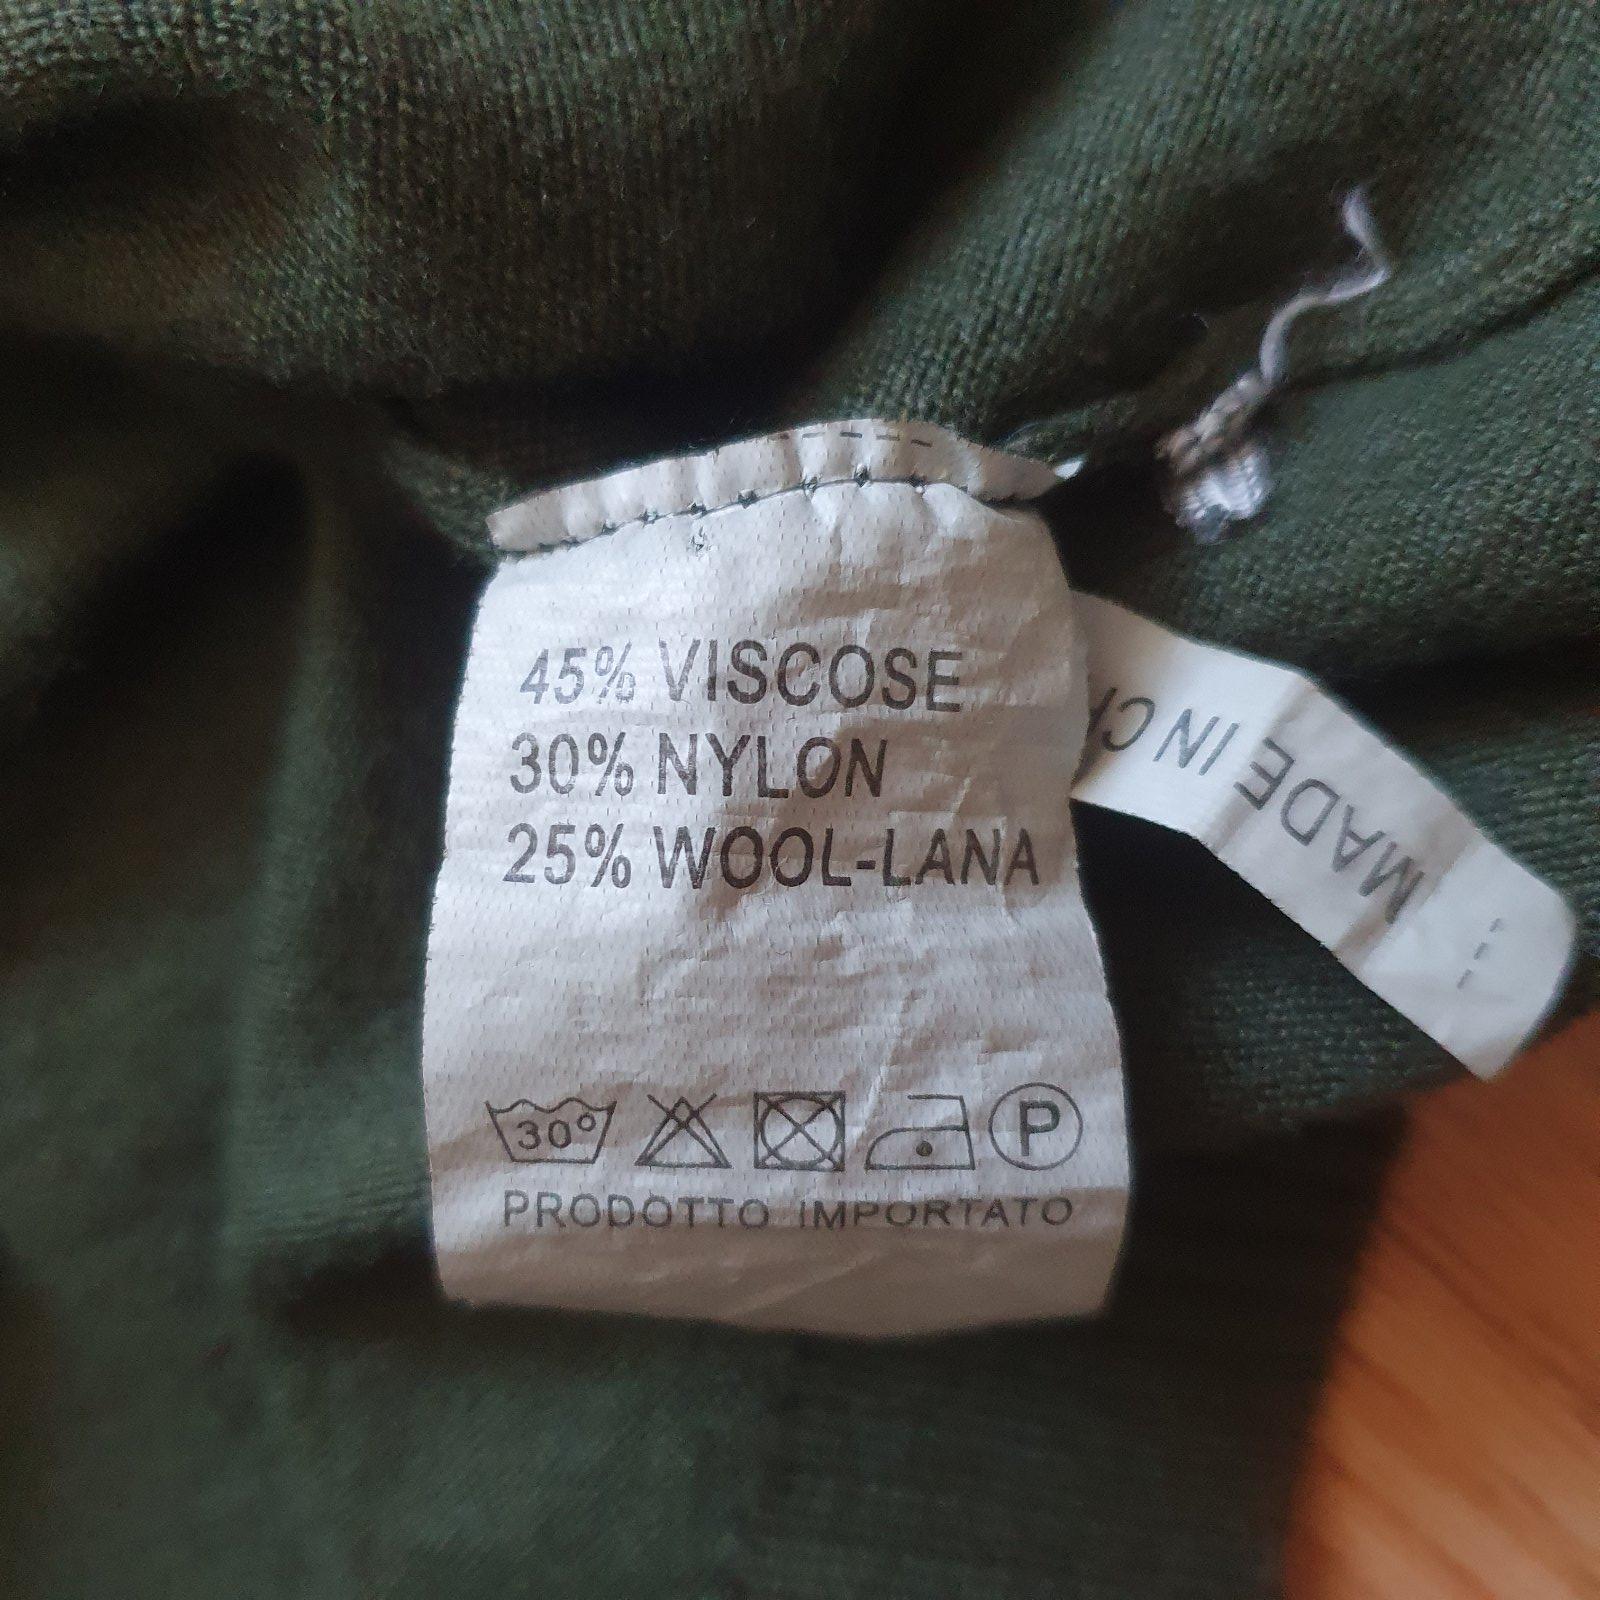 45% VISCOSE
30% NYLON
25% WOOL-LANA
30°
P
PRODOTTO IMPORTATO
MADE IN